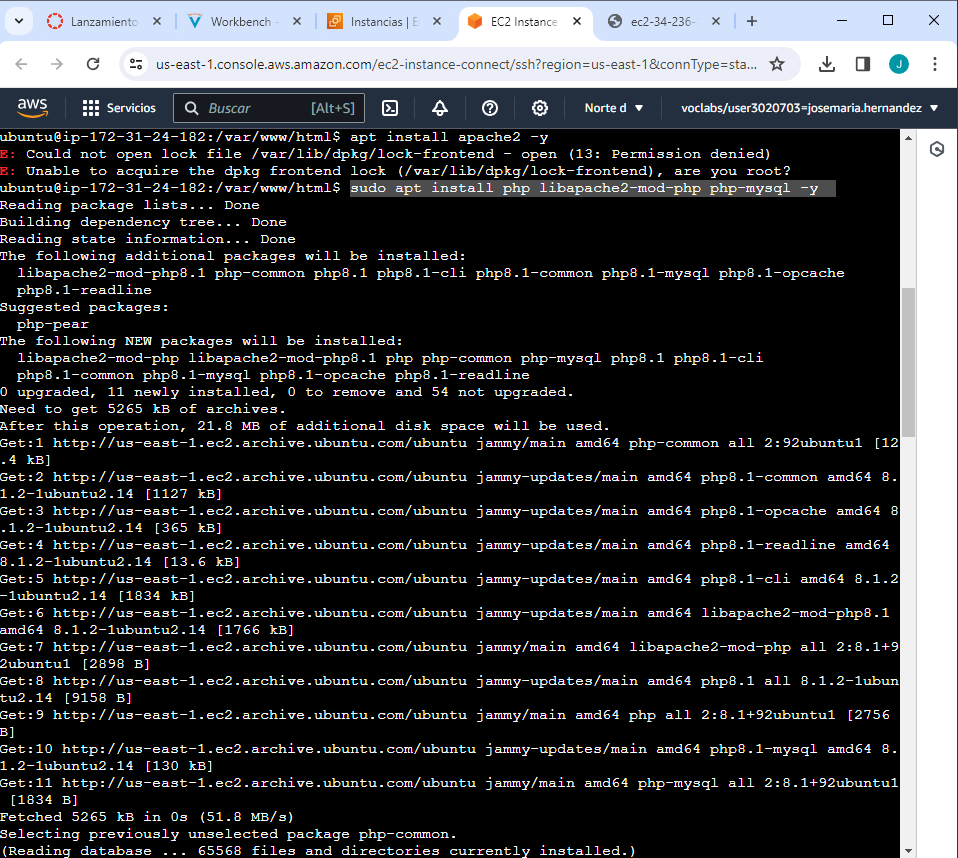 Lanzamiento
Workbench -
Instancias | E
EC2 Instance
ec2-34-236-
us-east-1.console.aws.amazon.com/ec2-instance-connect/ssh?region=us-east-1&connType=sta...
J
aws
Servicios
Buscar
[Alt+S]
Norte d
voclabs/user3020703=josemaria.hernandez
ubuntu@ip-172-31-24-182:/var/www/html$ apt install apache2 -y
E: Could not open lock file /var/lib/dpkg/lock-frontend - open (13: Permission denied)
E: Unable to acquire the dpkg frontend lock (/var/lib/dpkg/lock-frontend), are you root?
ubuntu@ip-172-31-24-182:/var/www/html$ sudo apt install php libapache2-mod-php php-mysql -y
Reading package lists... Done
Building dependency tree... Done
Reading state information... Done
The following additional packages will be installed:
libapache2-mod-php8.1 php-common php8.1 php8.1-cli php8.1-common php8.1-mysql php8.1-opcache
php8.1-readline
Suggested packages:
php-pear
The following NEW packages will be installed:
libapache2-mod-php libapache2-mod-php8.1 php php-common php-mysql php8.1 php8.1-cli
php8.1-common php8.1-mysql php8.1-opcache php8.1-readline
0 upgraded, 11 newly installed, 0 to remove and 54 not upgraded.
Need to get 5265 kB of archives.
After this operation, 21.8 MB of additional disk space will be used.
Get:1 http://us-east-1.ec2.archive.ubuntu.com/ubuntu jammy/main amd64 php-common all 2:92ubuntu1 [12
.4 kB]
Get:2 http://us-east-1.ec2.archive.ubuntu.com/ubuntu jammy-updates/main amd64 php8.1-common amd64 8.
1.2-1ubuntu2.14 [1127 kB]
Get:3 http://us-east-1.ec2.archive.ubuntu.com/ubuntu jammy-updates/main amd64 php8.1-opcache amd64 8
.1.2-1ubuntu2.14 [365 kB]
Get:4 http://us-east-1.ec2.archive.ubuntu.com/ubuntu jammy-updates/main amd64 php8.1-readline amd64
8.1.2-1ubuntu2.14 [13.6 kB]
Get:5 http://us-east-1.ec2.archive.ubuntu.com/ubuntu jammy-updates/main amd64 php8.1-cli amd64 8.1.2
-1ubuntu2.14 [1834 kB]
Get:6 http://us-east-1.ec2.archive.ubuntu.com/ubuntu jammy-updates/main amd64 libapache2-mod-php8.1
amd64 8.1.2-1ubuntu2.14 [1766 kB]
Get:7 http://us-east-1.ec2.archive.ubuntu.com/ubuntu jammy/main amd64 libapache2-mod-php all 2:8.1+9
2ubuntu1 [2898 B]
Get:8 http://us-east-1.ec2.archive.ubuntu.com/ubuntu jammy-updates/main amd64 php8.1 all 8.1.2-1ubun
tu2.14 [9158 B]
Get:9 http://us-east-1.ec2.archive.ubuntu.com/ubuntu jammy/main amd64 php all 2:8.1+92ubuntu1 [2756
B]
Get:10 http://us-east-1.ec2.archive.ubuntu.com/ubuntu jammy-updates/main amd64 php8.1-mysql amd64 8.
1.2-1ubuntu2.14 [130 kB]
Get:11 http://us-east-1.ec2.archive.ubuntu.com/ubuntu jammy/main amd64 php-mysql all 2:8.1+92ubuntu1
[1834 B]
Fetched 5265 kB in 0s (51.8 MB/s)
Selecting previously unselected package php-common.
(Reading database ... 65568 files and directories currently installed.)